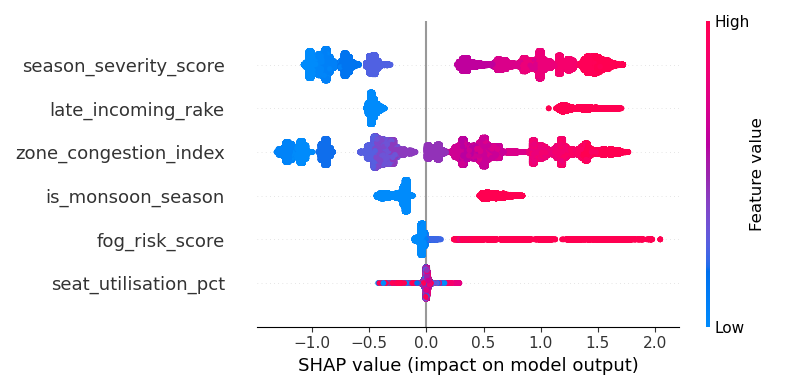 High
season_severity_score
late_incoming_rake
zone_congestion_index
is_monsoon_season
fog_risk_score
seat_utilisation_pct
Feature value
Low
−1.0 −0.5 0.0 0.5 1.0 1.5 2.0
SHAP value (impact on model output)